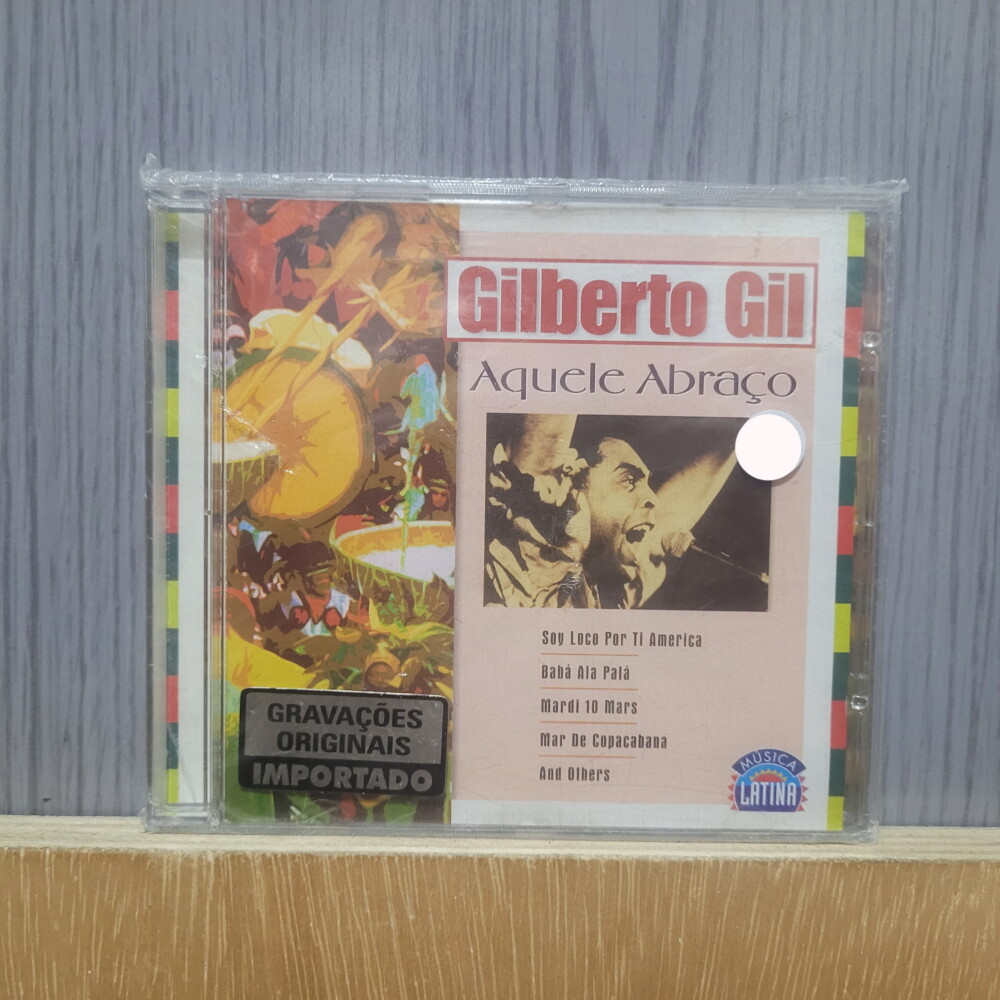 Gilberto Gil
Aquele Abraço
Soy Loco Por Ti America
Babá Ala Palá
Mardi 10 Mars
Mar De Copacabana
And Others
GRAVAÇÕES
ORIGINAIS
IMPORTADO
MÚSICA
LATINA